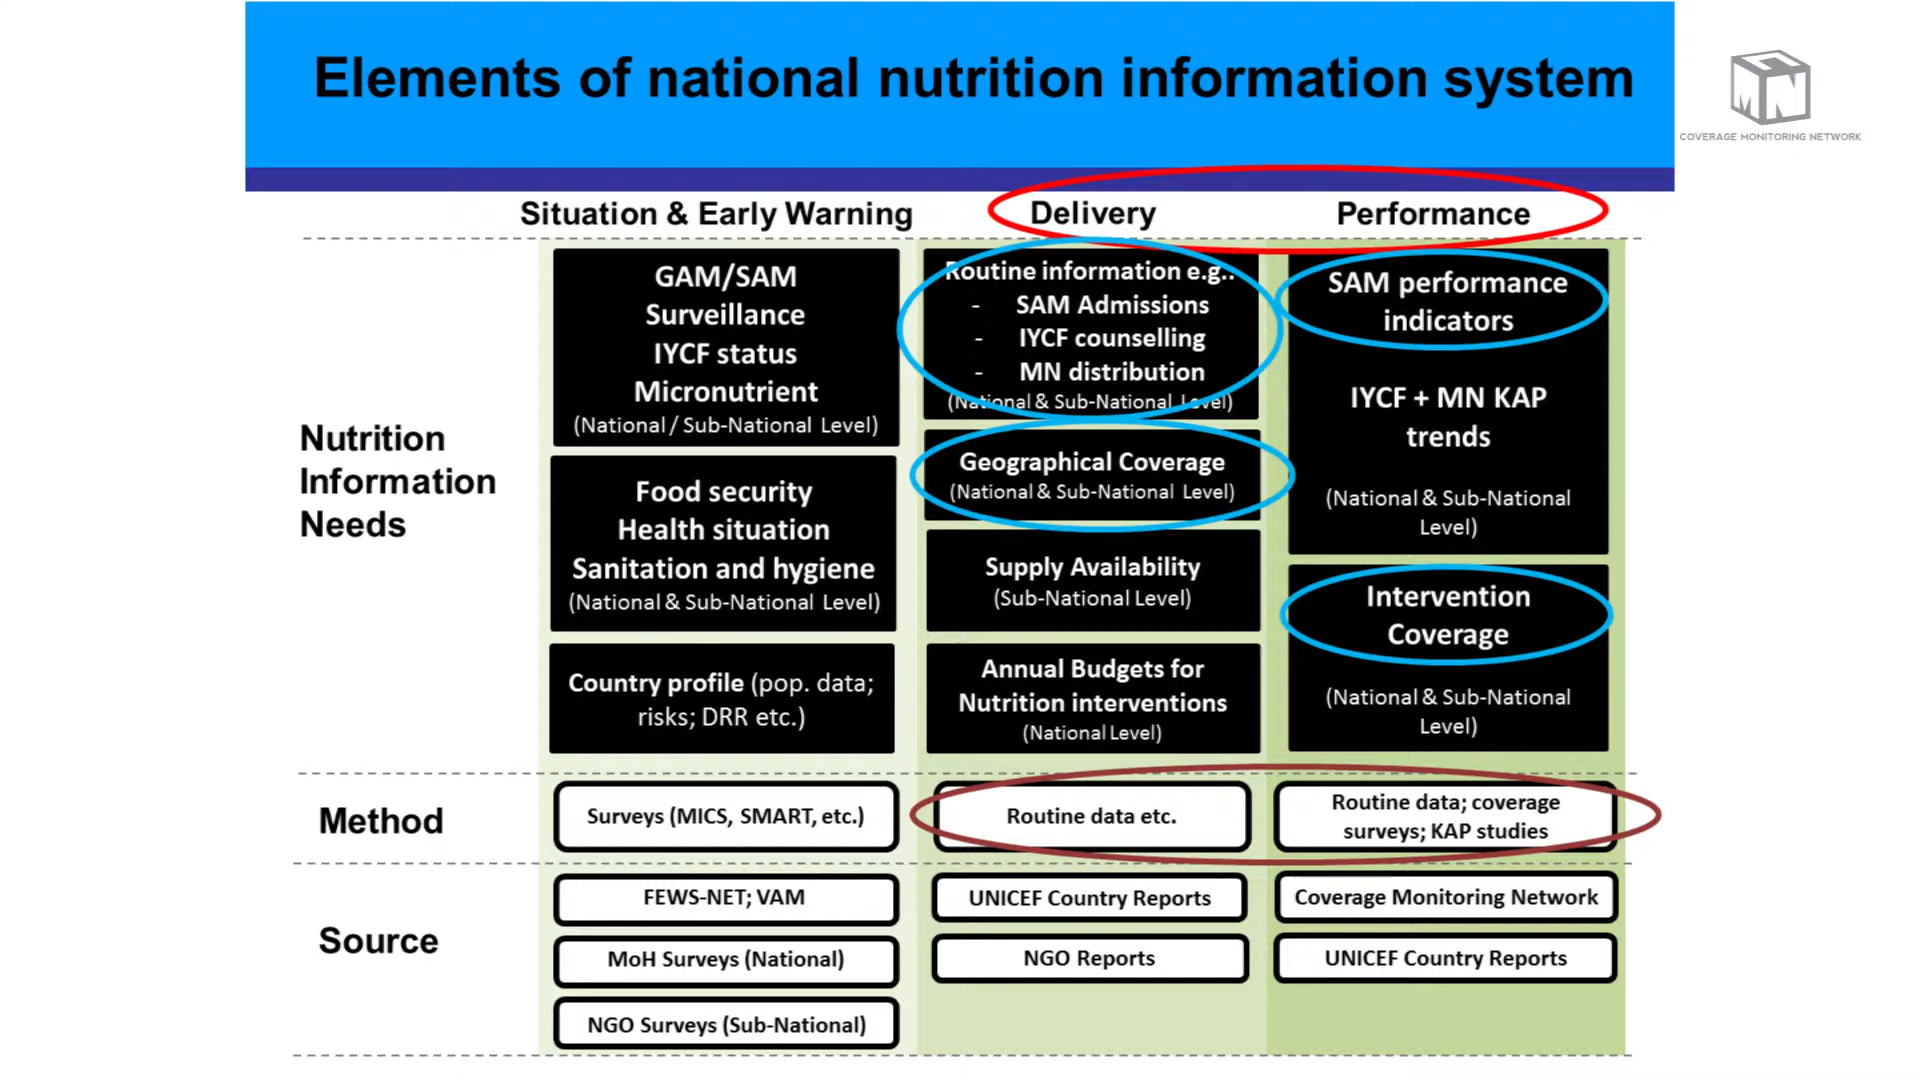 Elements of national nutrition information system
MN
COVERAGE MONITORING NETWORK
Situation & Early Warning
Delivery
Performance
Nutrition
Information
Needs
GAM/SAM
Surveillance
IYCF status
Micronutrient
(National / Sub-National Level)
Food security
Health situation
Sanitation and hygiene
(National & Sub-National Level)
Country profile (pop. data;
risks; DRR etc.)
Routine information e.g..
- SAM Admissions
- IYCF counselling
- MN distribution
(National & Sub-National Level)
Geographical Coverage
(National & Sub-National Level)
Supply Availability
(Sub-National Level)
Annual Budgets for
Nutrition interventions
(National Level)
SAM performance
indicators
IYCF + MN KAP
trends
(National & Sub-National
Level)
Intervention
Coverage
(National & Sub-National
Level)
Method
Surveys (MICS, SMART, etc.)
Routine data etc.
Routine data; coverage
surveys; KAP studies
Source
FEWS-NET; VAM
MoH Surveys (National)
NGO Surveys (Sub-National)
UNICEF Country Reports
NGO Reports
Coverage Monitoring Network
UNICEF Country Reports